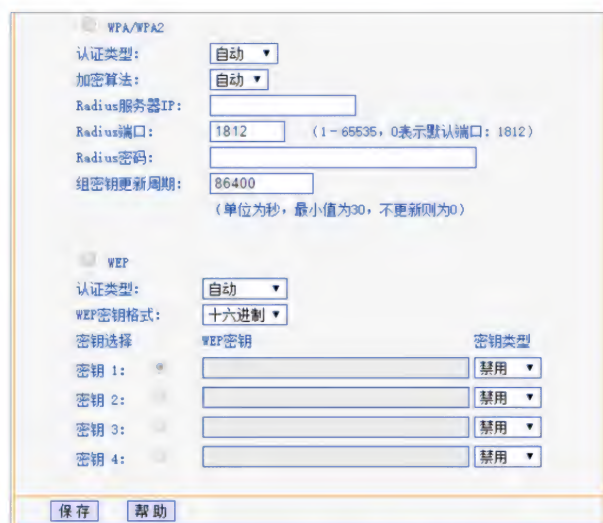 WPA/WPA2
认证类型: 自动
加密算法: 自动
Radius服务器IP:
Radius端口: 1812 (1-65535, 0表示默认端口: 1812)
Radius密码:
组密钥更新周期: 86400
(单位为秒, 最小值为30, 不更新则为0)
WEP
认证类型: 自动
WEP密钥格式: 十六进制
密钥选择 WEP密钥 密钥类型
密钥 1: 禁用
密钥 2: 禁用
密钥 3: 禁用
密钥 4: 禁用
保存 帮助